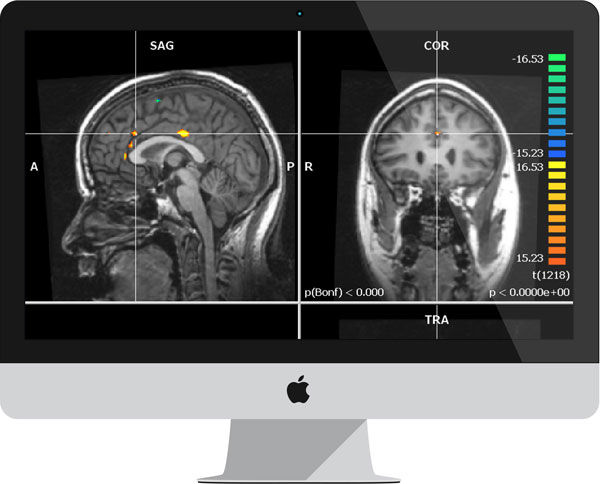 SAG
COR
-16.53
-15.23
16.53
A
P
R
15.23
t(1218)
p(Bonf) < 0.000
p < 0.0000e+00
TRA